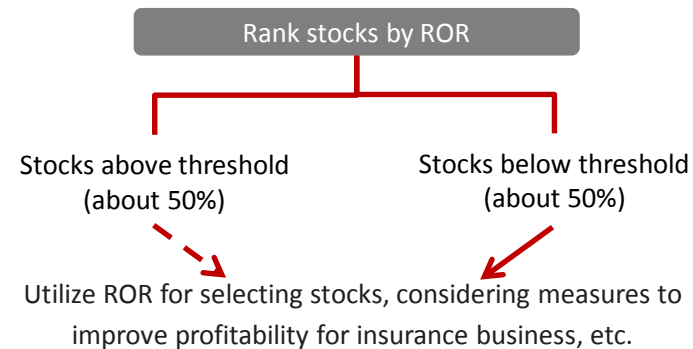 Rank stocks by ROR
Stocks above threshold
(about 50%)
Stocks below threshold
(about 50%)
Utilize ROR for selecting stocks, considering measures to
improve profitability for insurance business, etc.